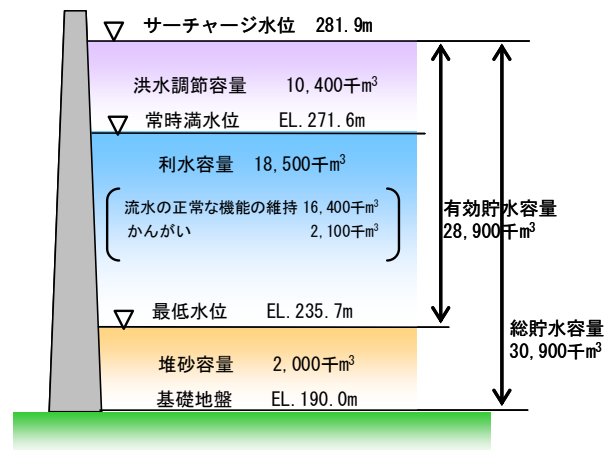 サーチャージ水位 281.9m
洪水調節容量 10,400千m³
常時満水位 EL.271.6m
利水容量 18,500千m³
流水の正常な機能の維持 16,400千m³
かんがい 2,100千m³
有効貯水容量
28,900千m³
最低水位 EL.235.7m
総貯水容量
30,900千m³
堆砂容量 2,000千m³
基礎地盤 EL.190.0m